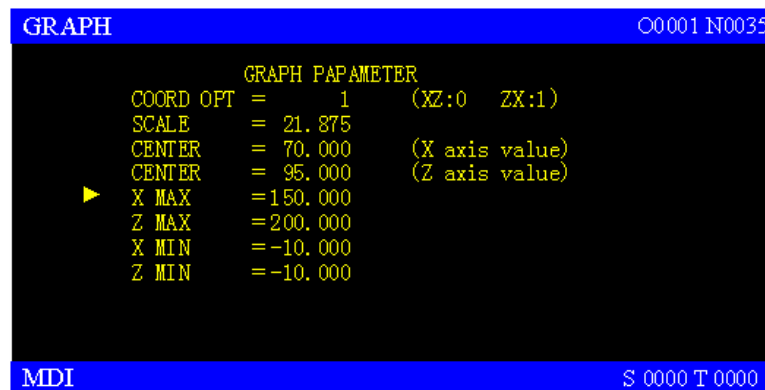 GRAPH O0001 N0035
GRAPH PAPAMETER
COORD OPT = 1 (XZ:0 ZX:1)
SCALE = 21.875
CENTER = 70.000 (X axis value)
CENTER = 95.000 (Z axis value)
X MAX =150.000
Z MAX =200.000
X MIN =-10.000
Z MIN =-10.000
MDI S 0000 T 0000